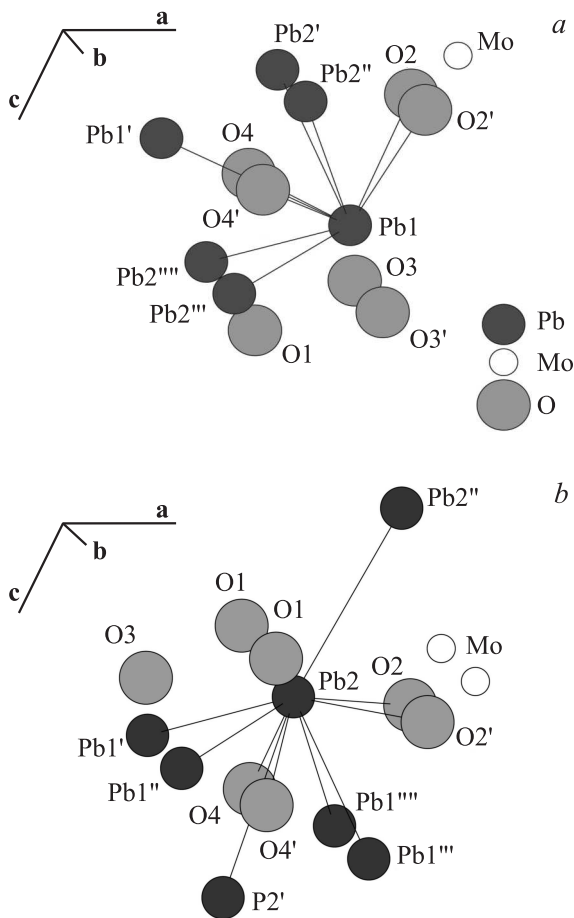 a
a
b
c
Pb2'
Pb2"
O2
Mo
O2'
Pb1'
O4
O4'
Pb1
Pb2""
Pb2"'
O1
O3
O3'
Pb
Mo
O
b
a
b
c
Pb2"
O1
O1
O3
Pb2
O2
Mo
O2'
Pb1'
Pb1"
O4
O4'
Pb1""
Pb1"'
P2'